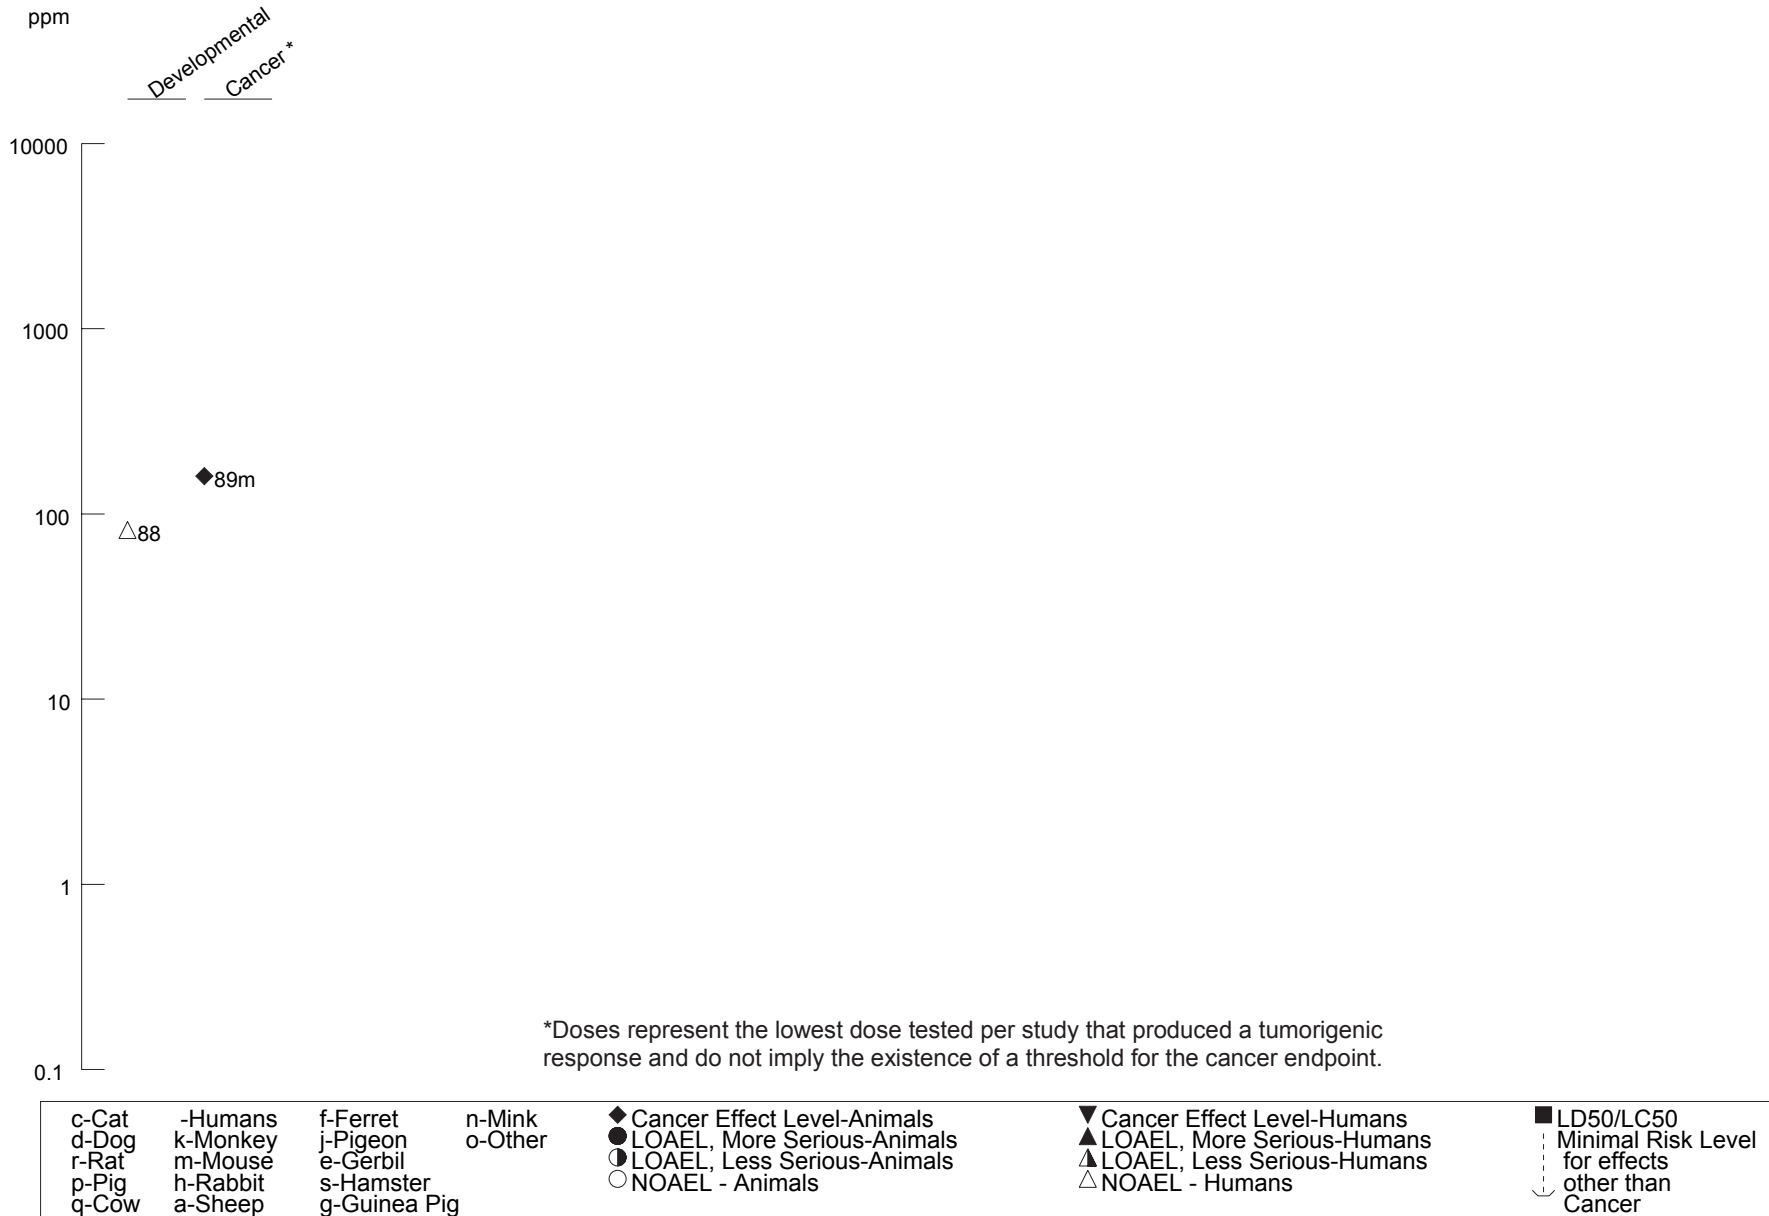 ppm
Developmental
Cancer *
10000
1000
89m
100
88
10
1
*Doses represent the lowest dose tested per study that produced a tumorigenic
response and do not imply the existence of a threshold for the cancer endpoint.
0.1
c-Cat -Humans f-Ferret n-Mink Cancer Effect Level-Animals Cancer Effect Level-Humans LD50/LC50
d-Dog k-Monkey j-Pigeon o-Other LOAEL, More Serious-Animals LOAEL, More Serious-Humans Minimal Risk Level
r-Rat m-Mouse e-Gerbil LOAEL, Less Serious-Animals LOAEL, Less Serious-Humans for effects
p-Pig h-Rabbit s-Hamster NOAEL - Animals NOAEL - Humans other than
q-Cow a-Sheep g-Guinea Pig Cancer